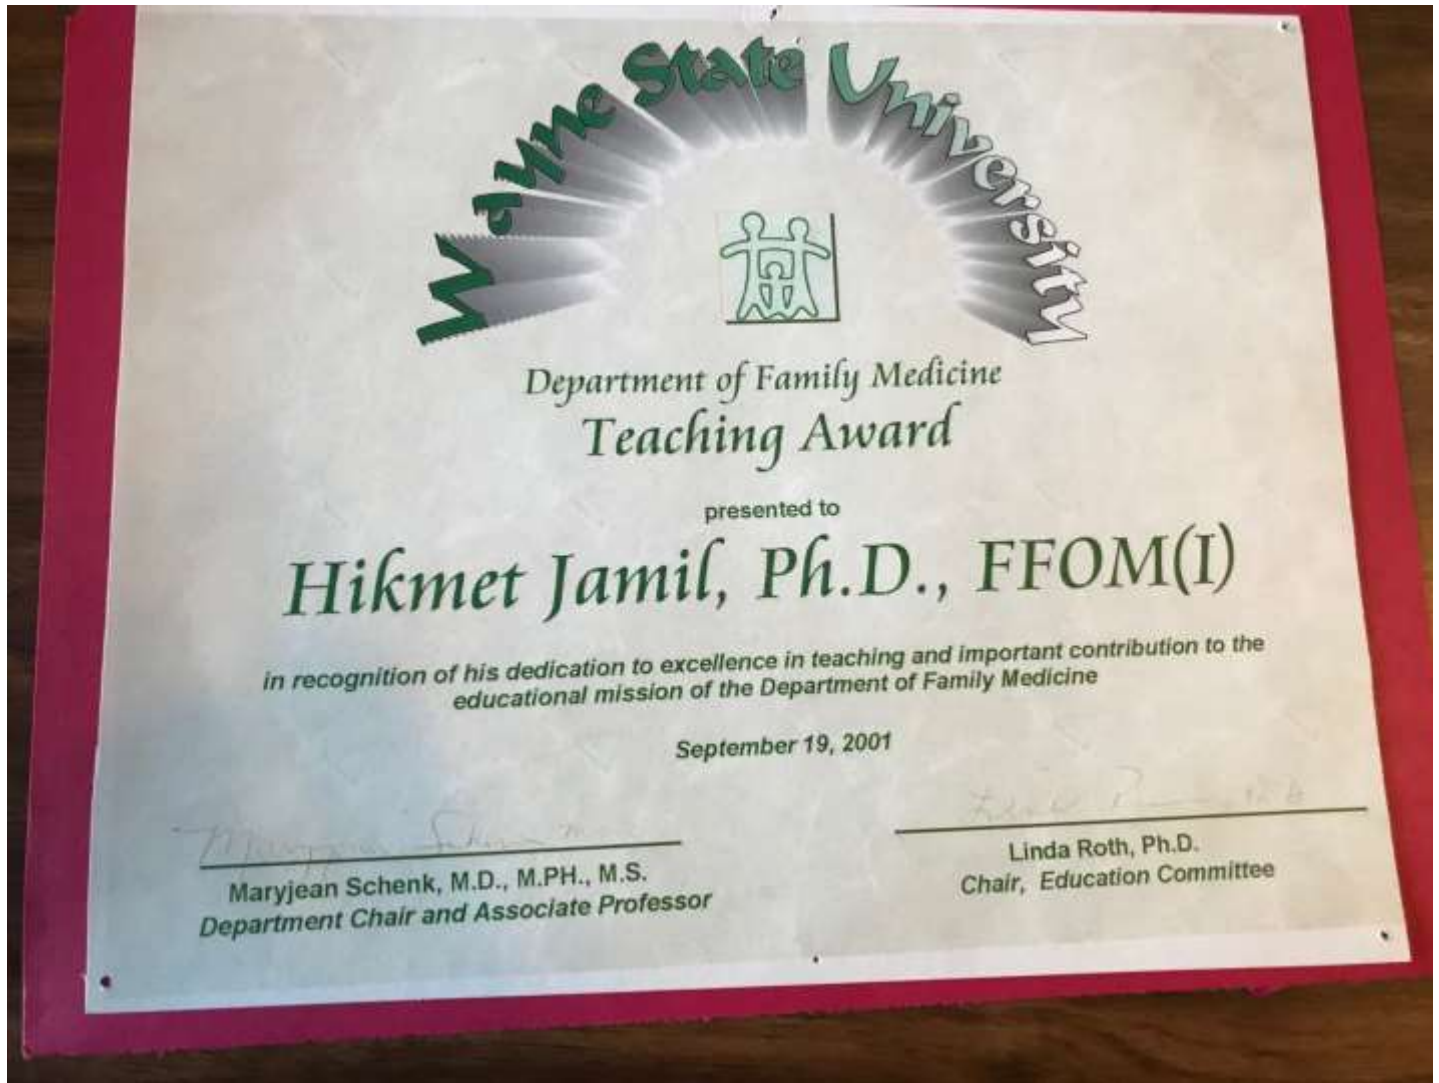 Wayne State University
Department of Family Medicine
Teaching Award
presented to
Hikmet Jamil, Ph.D., FFOM(I)
in recognition of his dedication to excellence in teaching and important contribution to the
educational mission of the Department of Family Medicine
September 19, 2001
Maryjean Schenk, M.D., M.PH., M.S.
Department Chair and Associate Professor
Linda Roth, Ph.D.
Chair, Education Committee